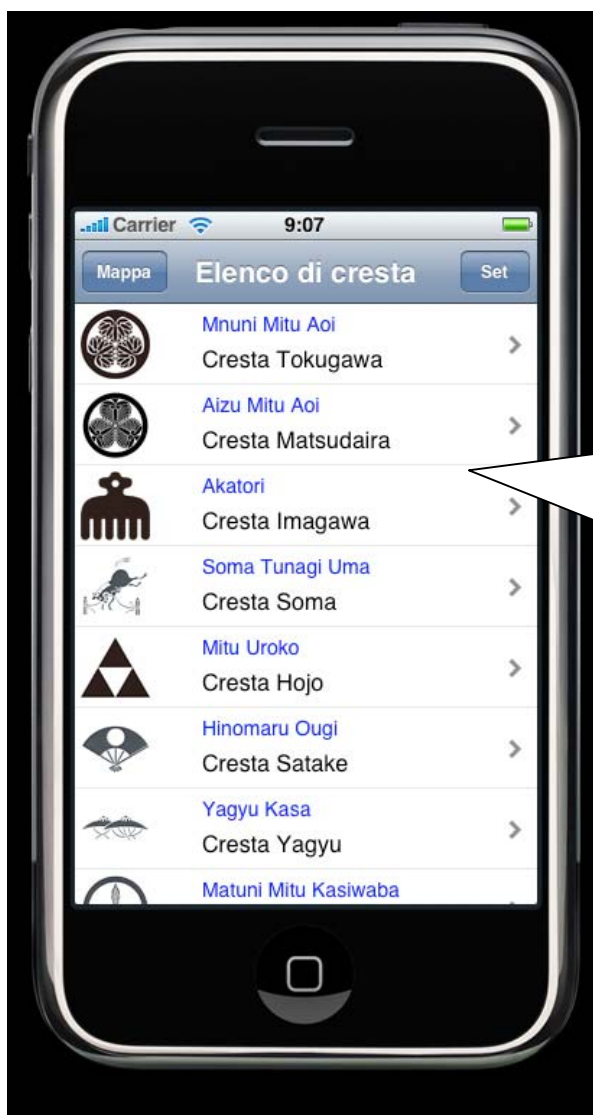 Carrier 9:07
Mappa Elenco di cresta Set
Mnuni Mitu Aoi
Cresta Tokugawa
Aizu Mitu Aoi
Cresta Matsudaira
Akatori
Cresta Imagawa
Soma Tunagi Uma
Cresta Soma
Mitu Uroko
Cresta Hojo
Hinomaru Ougi
Cresta Satake
Yagyu Kasa
Cresta Yagyu
Matuni Mitu Kasiwaba